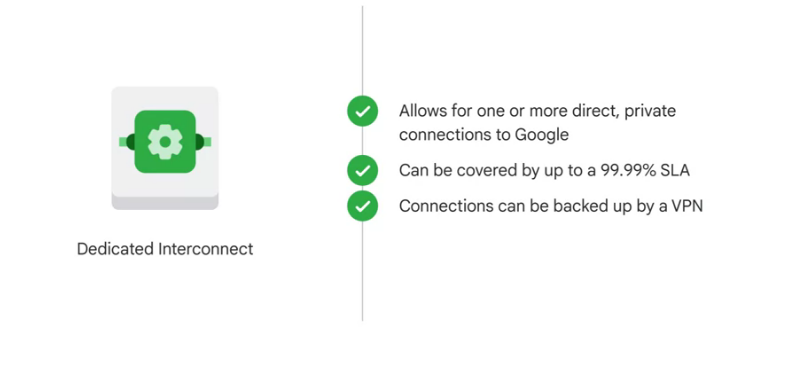 Allows for one or more direct, private
connections to Google
Can be covered by up to a 99.99% SLA
Connections can be backed up by a VPN
Dedicated Interconnect